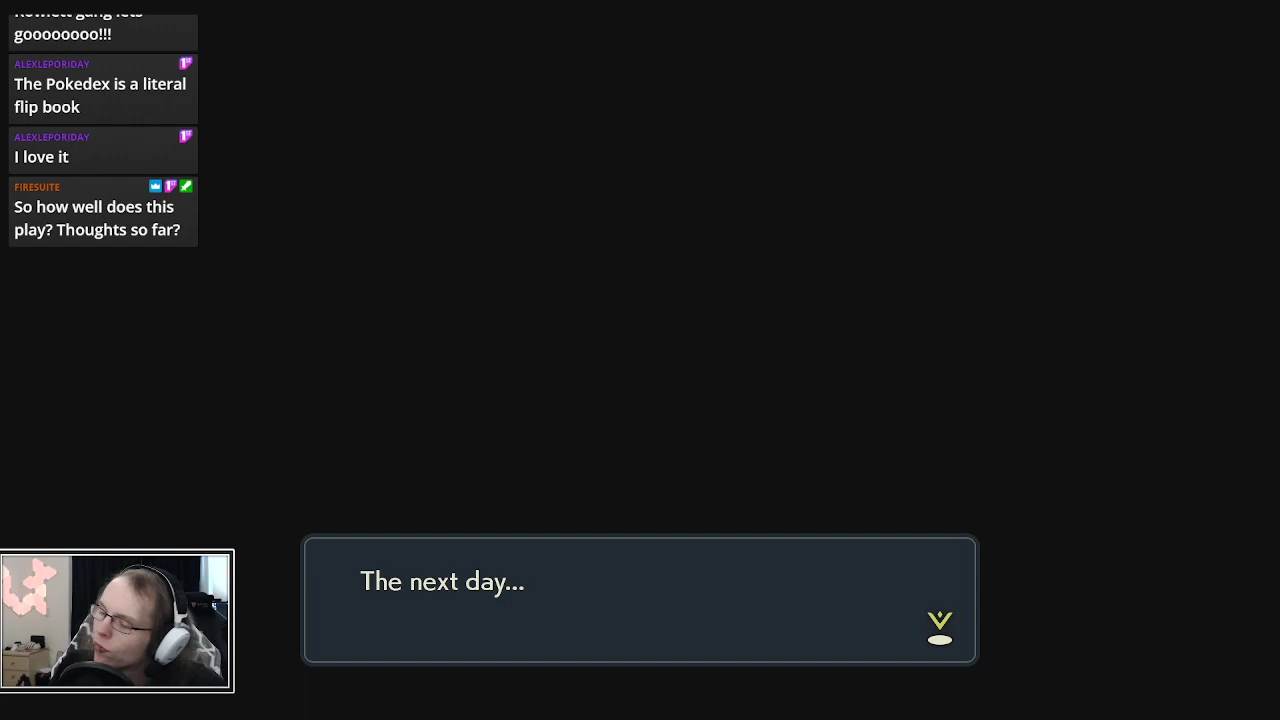 goooooooo!!!
ALEXLEPORIDAY
The Pokedex is a literal
flip book
ALEXLEPORIDAY
I love it
FIRESUITE
So how well does this
play? Thoughts so far?
The next day...